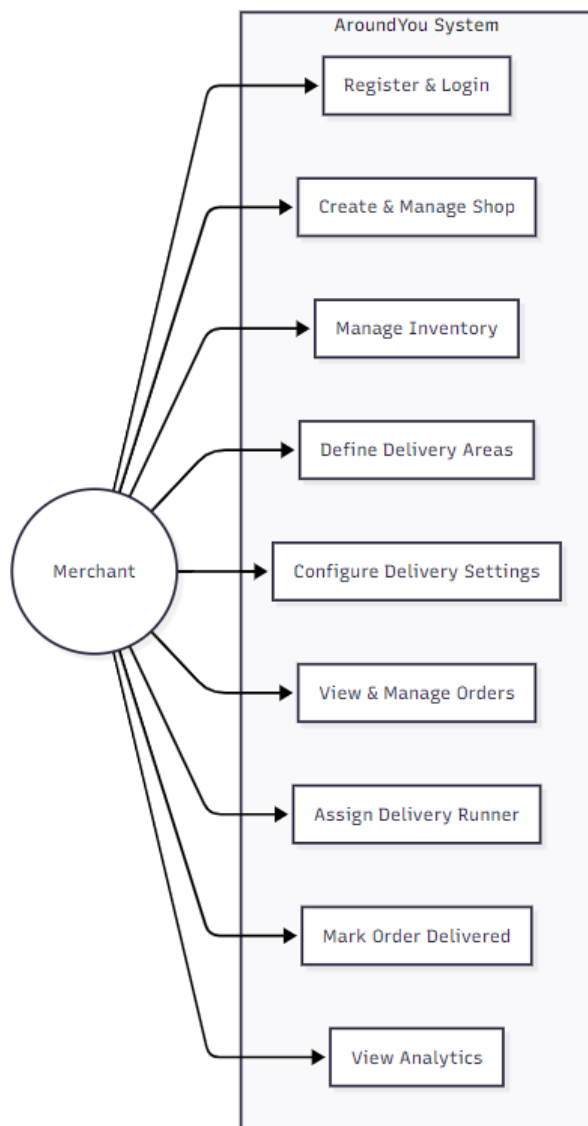 AroundYou System
Register & Login
Create & Manage Shop
Manage Inventory
Define Delivery Areas
Merchant
Configure Delivery Settings
View & Manage Orders
Assign Delivery Runner
Mark Order Delivered
View Analytics